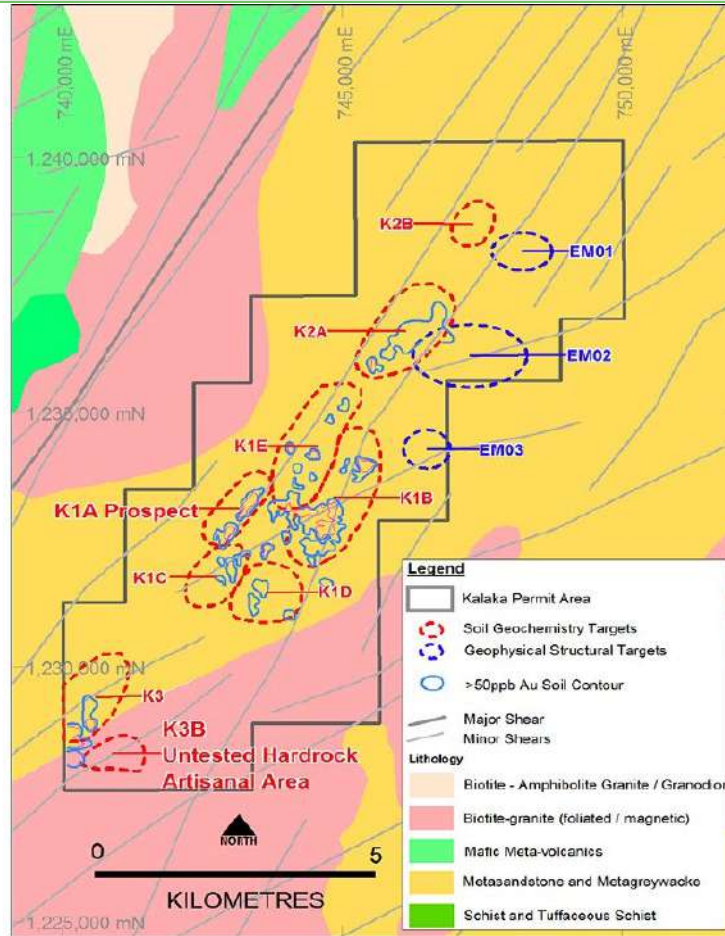 740,000 mE
745,000 mE
750,000 mE
1,240,000 mN
K2B
EM01
K2A
EM02
1,235,000 mN
K1E
EM03
K1A Prospect
K1B
K1C
K1D
1,230,000 mN
K3
K3B
Untested Hardrock
Artisanal Area
0
5
NORTH
KILOMETRES
1,225,000 mN
Legend
Kalaka Permit Area
Soil Geochemistry Targets
Geophysical Structural Targets
>50ppb Au Soil Contour
Major Shear
Minor Shears
Lithology
Biotite - Amphibolite Granite / Granodior
Biotite-granite (foliated / magnetic)
Mafic Meta-volcanics
Metasandstone and Metagreywacke
Schist and Tuffaceous Schist